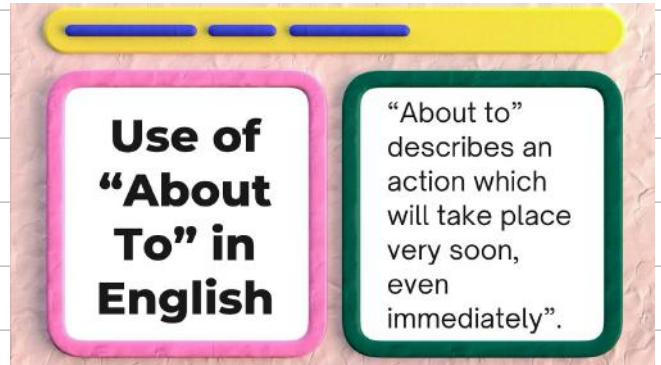 Use of
“About
To” in
English
“About to”
describes an
action which
will take place
very soon,
even
immediately”.